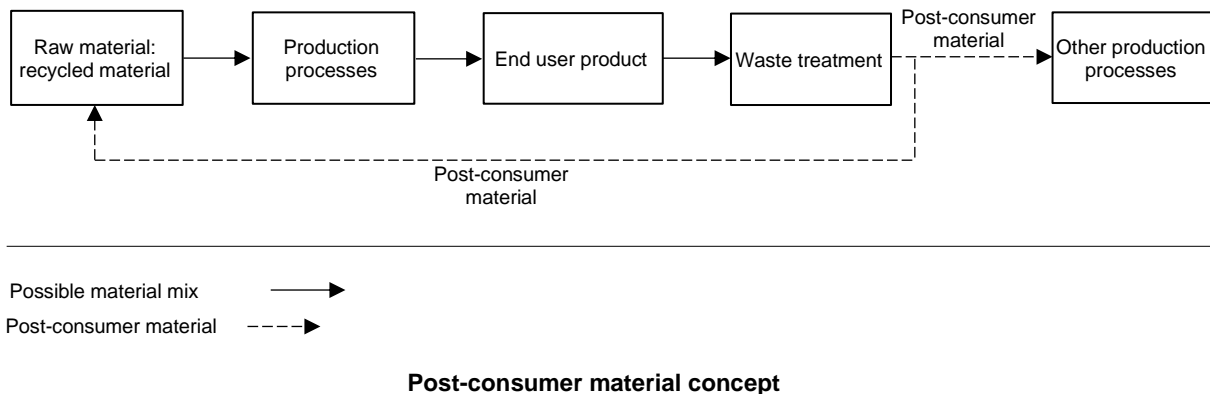 Raw material:
recycled material
Production
processes
End user product
Waste treatment
Post-consumer
material
Other production
processes
Post-consumer
material
Possible material mix
Post-consumer material
Post-consumer material concept